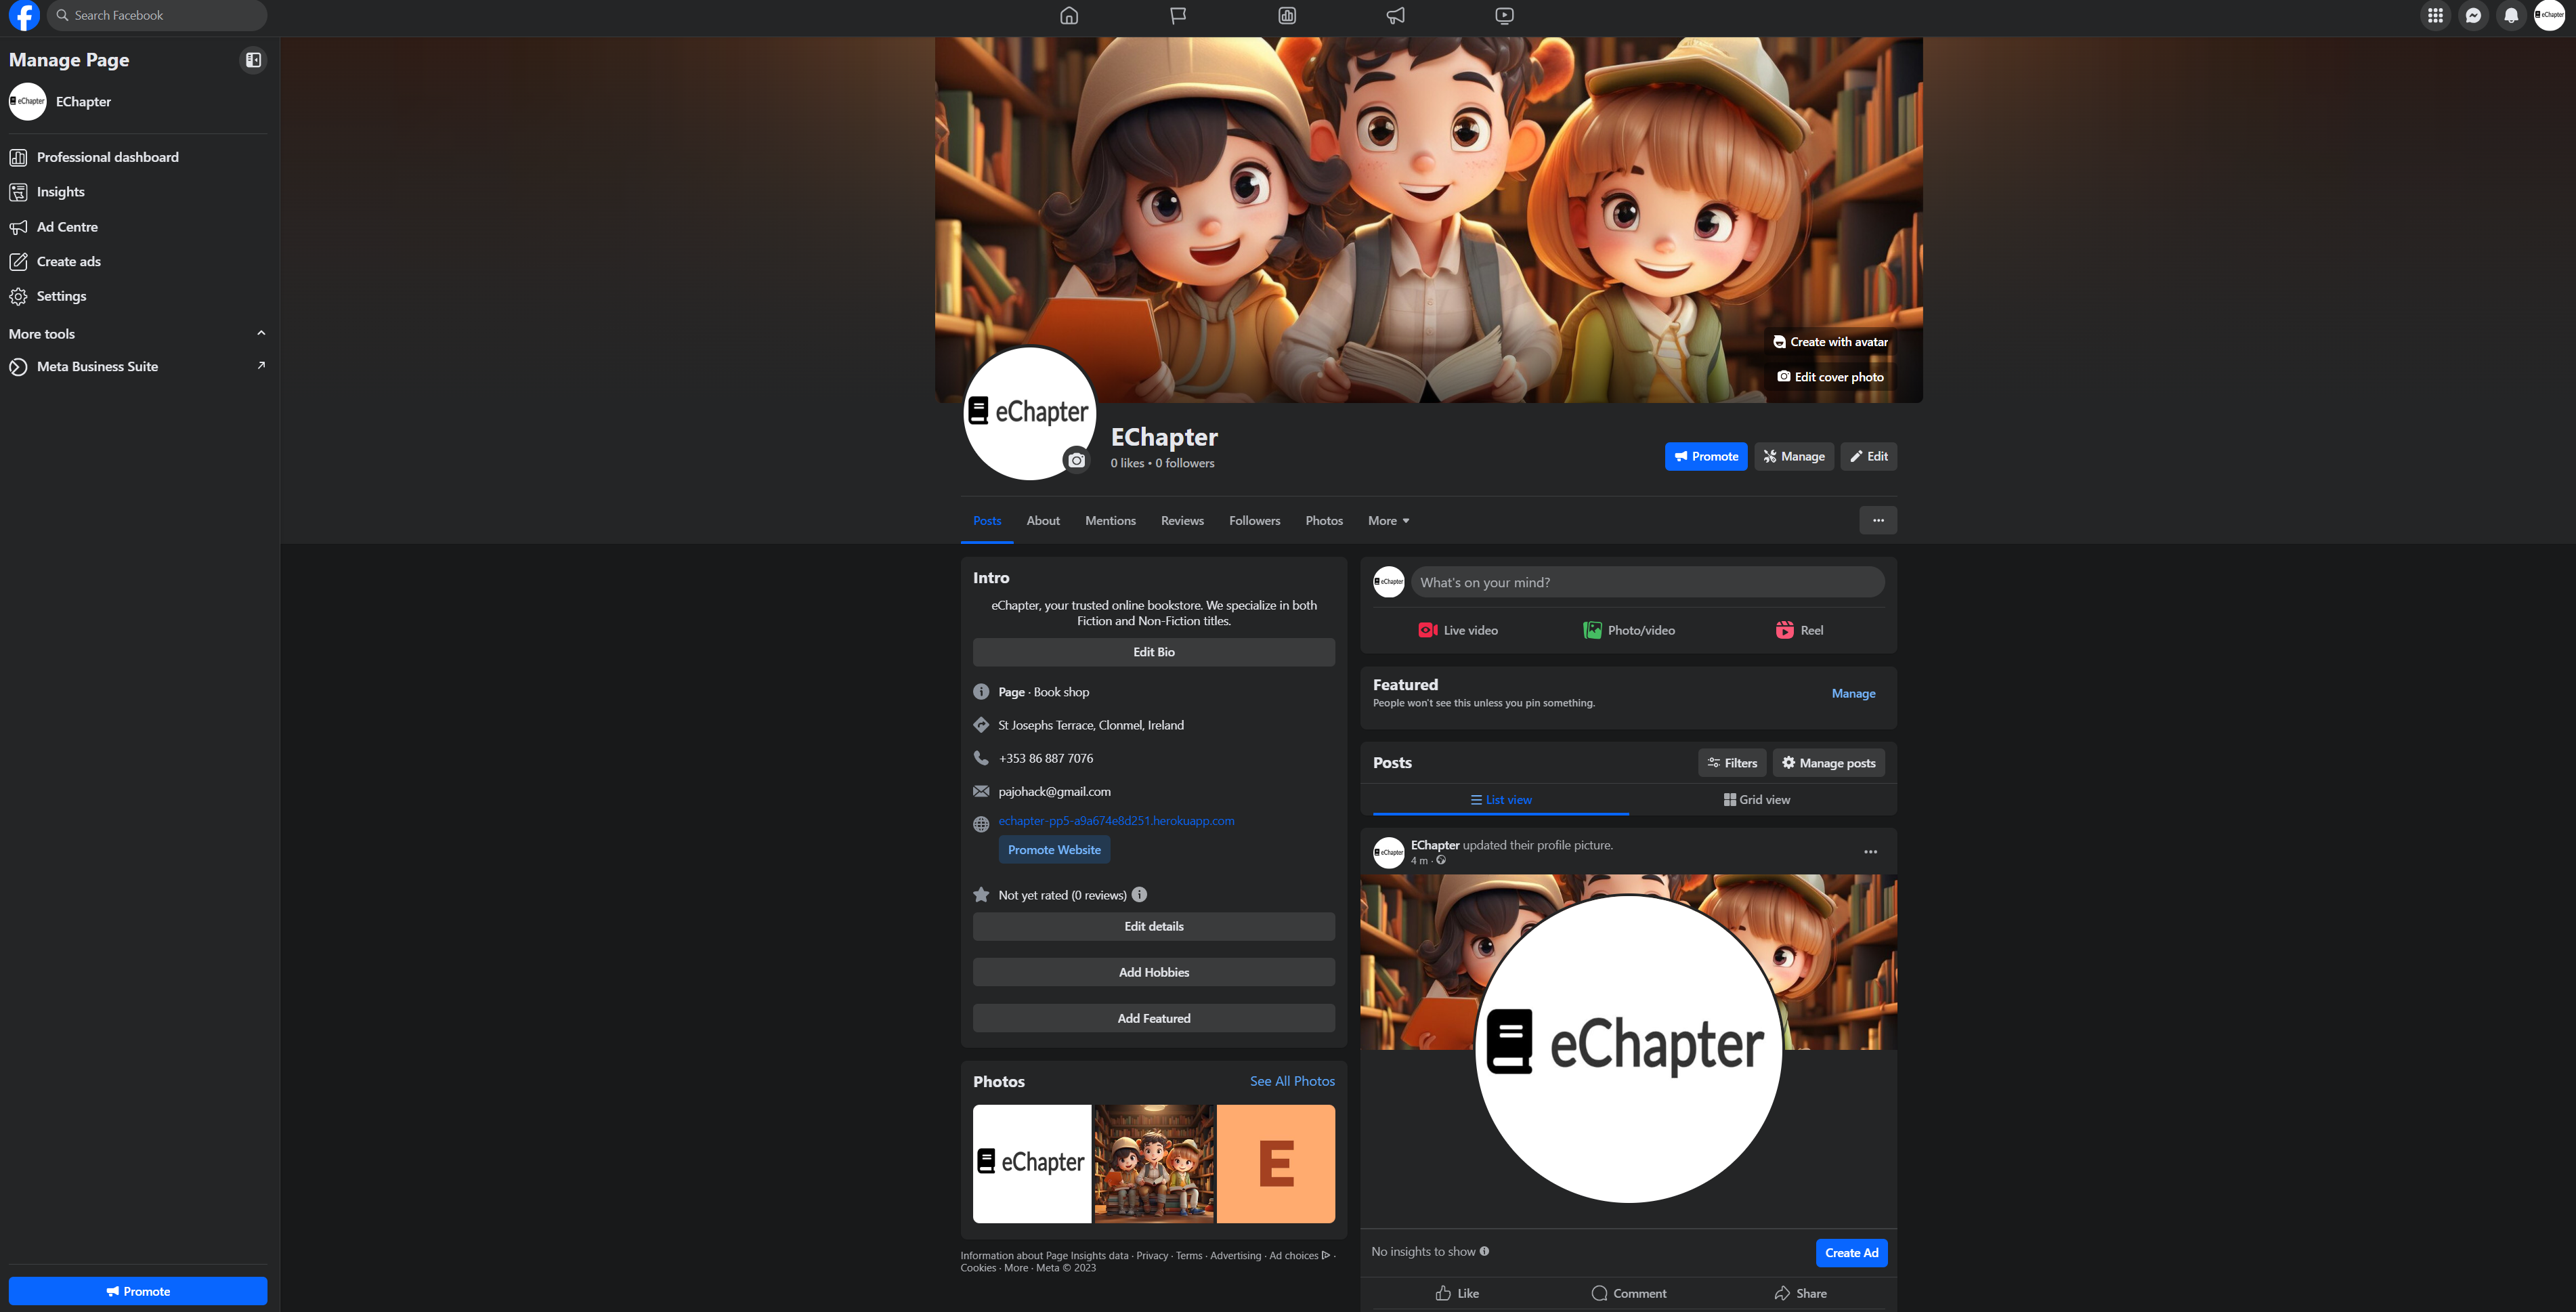 Search Facebook
eChapter
Manage Page
eChapter
EChapter
Professional dashboard
Insights
Ad Centre
Create ads
Settings
More tools
Meta Business Suite
Promote
Create with avatar
Edit cover photo
eChapter
EChapter
0 likes • 0 followers
Promote
Manage
Edit
Posts
About
Mentions
Reviews
Followers
Photos
More
Intro
eChapter, your trusted online bookstore. We specialize in both
Fiction and Non-Fiction titles.
Edit Bio
Page · Book shop
St Josephs Terrace, Clonmel, Ireland
+353 86 887 7076
pajohack@gmail.com
echapter-pp5-a9a674e8d251.herokuapp.com
Promote Website
Not yet rated (0 reviews)
Edit details
Add Hobbies
Add Featured
Photos
See All Photos
eChapter
E
Information about Page Insights data · Privacy · Terms · Advertising · Ad choices ·
Cookies · More · Meta © 2023
eChapter
What's on your mind?
Live video
Photo/video
Reel
Featured
People won't see this unless you pin something.
Manage
Posts
Filters
Manage posts
List view
Grid view
eChapter
EChapter updated their profile picture.
4 m ·
eChapter
No insights to show
Create Ad
Like
Comment
Share